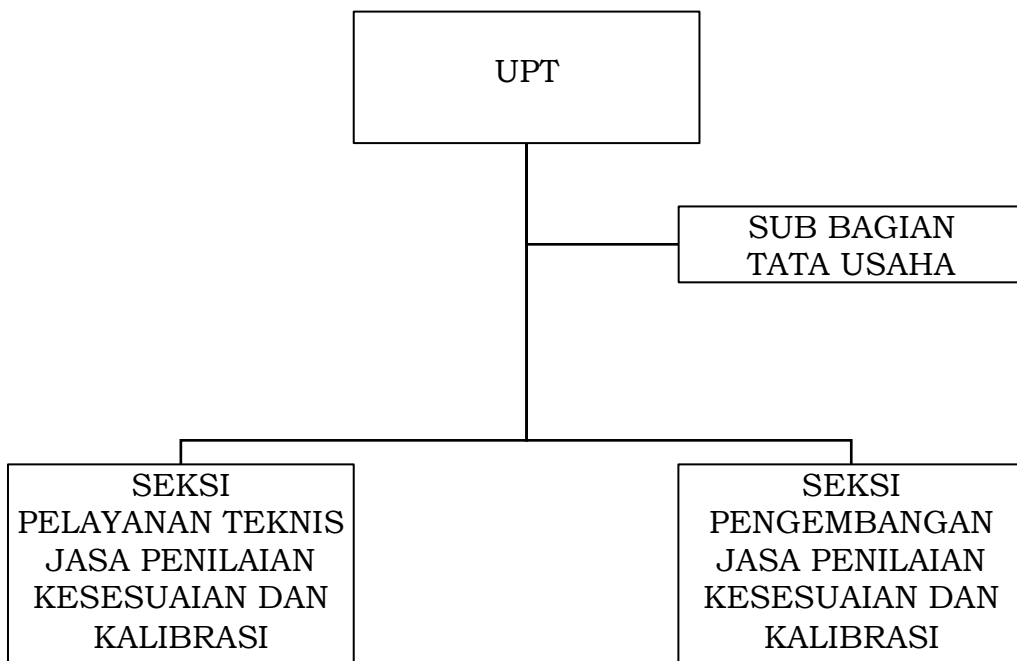 UPT
SUB BAGIAN
TATA USAHA
SEKSI
PELAYANAN TEKNIS
JASA PENILAIAN
KESESUAIAN DAN
KALIBRASI
SEKSI
PENGEMBANGAN
JASA PENILAIAN
KESESUAIAN DAN
KALIBRASI